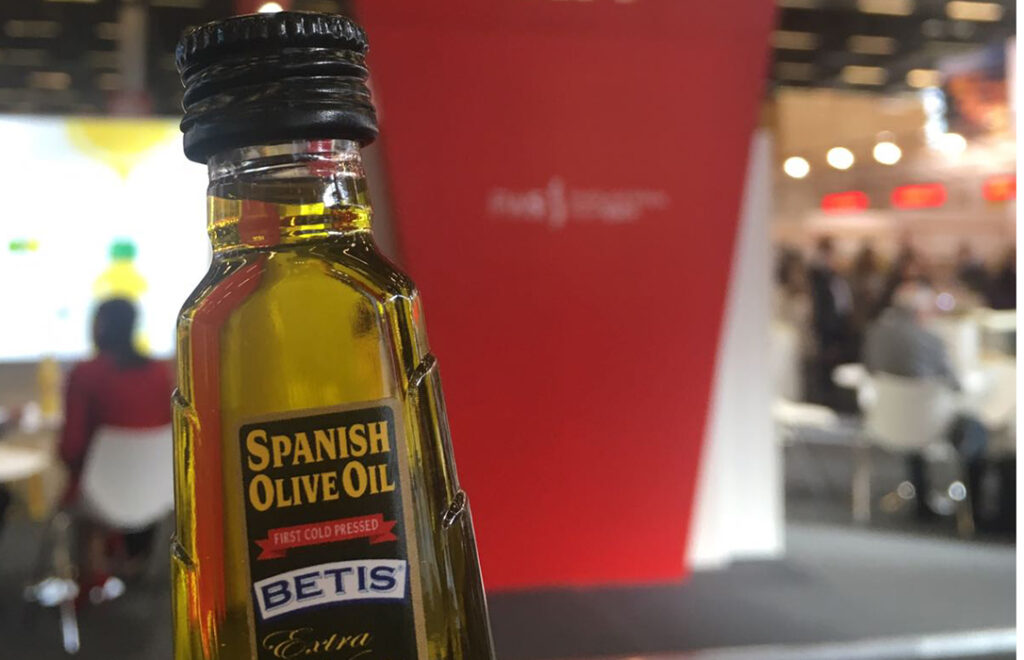 SPANISH
OLIVE OIL
FIRST COLD PRESSED
BETIS®
Extra